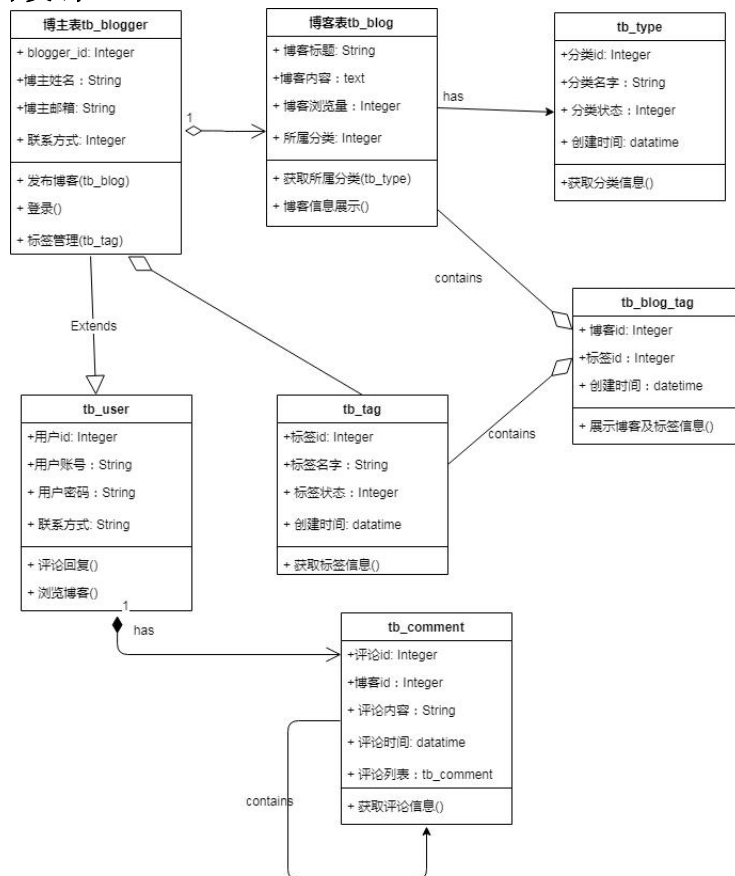 博主表tb_blogger
+ blogger_id: Integer
+博主姓名：String
+博主邮箱: String
+ 联系方式: Integer
+ 发布博客(tb_blog)
+ 登录()
+ 标签管理(tb_tag)
1
博客表tb_blog
+ 博客标题: String
+博客内容：text
+ 博客浏览量：Integer
+ 所属分类: Integer
+获取所属分类(tb_type)
+ 博客信息展示()
has
tb_type
+分类id: Integer
+分类名字：String
+ 分类状态：Integer
+ 创建时间: datatime
+获取分类信息()
contains
Extends
tb_blog_tag
+ 博客id: Integer
+标签id：Integer
+ 创建时间：datetime
+ 展示博客及标签信息()
contains
tb_user
+用户id: Integer
+用户账号：String
+ 用户密码：String
+ 联系方式: String
+ 评论回复()
+ 浏览博客()
tb_tag
+标签id: Integer
+标签名字：String
+ 标签状态：Integer
+ 创建时间: datatime
+ 获取标签信息()
1
has
tb_comment
+评论id: Integer
+博客id：Integer
+ 评论内容：String
+ 评论时间: datatime
+ 评论列表：tb_comment
+ 获取评论信息()
contains